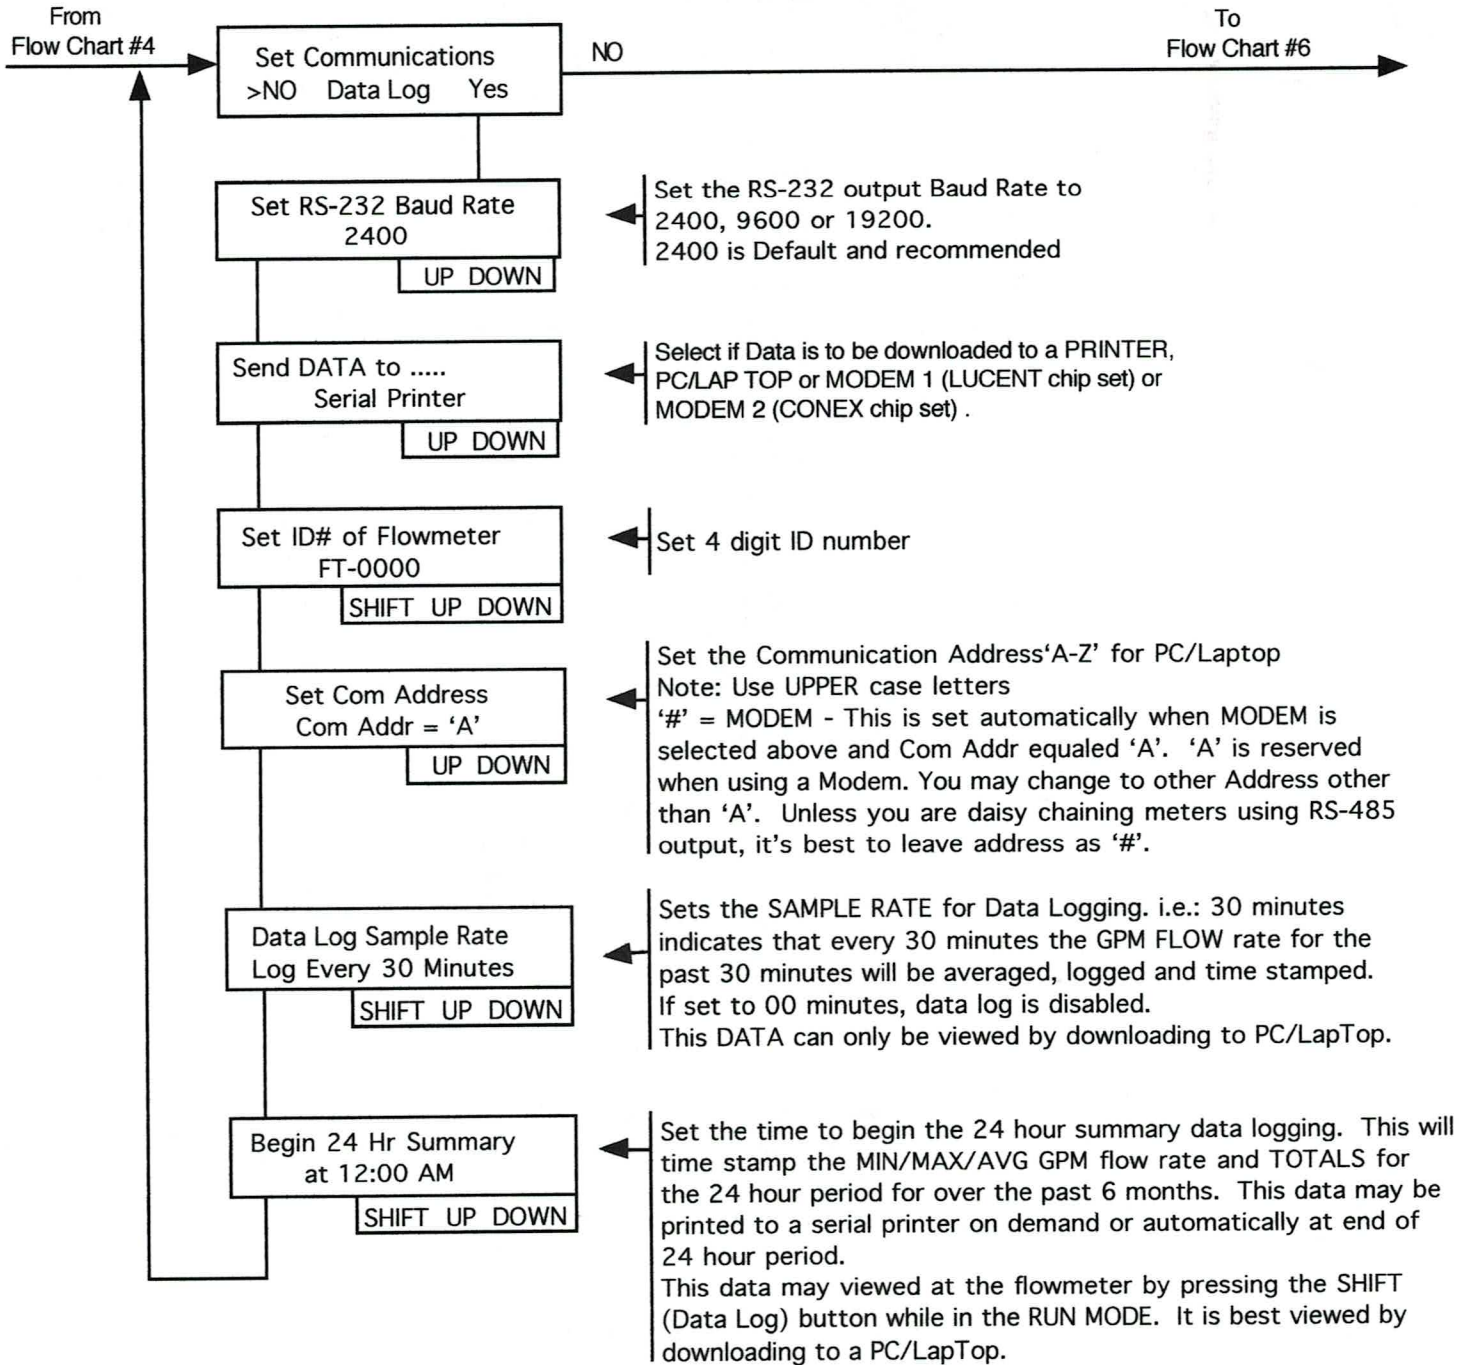 From
Flow Chart #4
To
Flow Chart #6
Set Communications
>NO Data Log Yes
NO
Set RS-232 Baud Rate
2400
UP DOWN
Set the RS-232 output Baud Rate to
2400, 9600 or 19200.
2400 is Default and recommended
Send DATA to .....
Serial Printer
UP DOWN
Select if Data is to be downloaded to a PRINTER,
PC/LAP TOP or MODEM 1 (LUCENT chip set) or
MODEM 2 (CONEX chip set) .
Set ID# of Flowmeter
FT-0000
SHIFT UP DOWN
Set 4 digit ID number
Set Com Address
Com Addr = ‘A’
UP DOWN
Set the Communication Address‘A-Z’ for PC/Laptop
Note: Use UPPER case letters
‘#’ = MODEM - This is set automatically when MODEM is
selected above and Com Addr equaled ‘A’. ‘A’ is reserved
when using a Modem. You may change to other Address other
than ‘A’. Unless you are daisy chaining meters using RS-485
output, it's best to leave address as ‘#’.
Data Log Sample Rate
Log Every 30 Minutes
SHIFT UP DOWN
Sets the SAMPLE RATE for Data Logging. i.e.: 30 minutes
indicates that every 30 minutes the GPM FLOW rate for the
past 30 minutes will be averaged, logged and time stamped.
If set to 00 minutes, data log is disabled.
This DATA can only be viewed by downloading to PC/LapTop.
Begin 24 Hr Summary
at 12:00 AM
SHIFT UP DOWN
Set the time to begin the 24 hour summary data logging. This will
time stamp the MIN/MAX/AVG GPM flow rate and TOTALS for
the 24 hour period for over the past 6 months. This data may be
printed to a serial printer on demand or automatically at end of
24 hour period.
This data may viewed at the flowmeter by pressing the SHIFT
(Data Log) button while in the RUN MODE. It is best viewed by
downloading to a PC/LapTop.